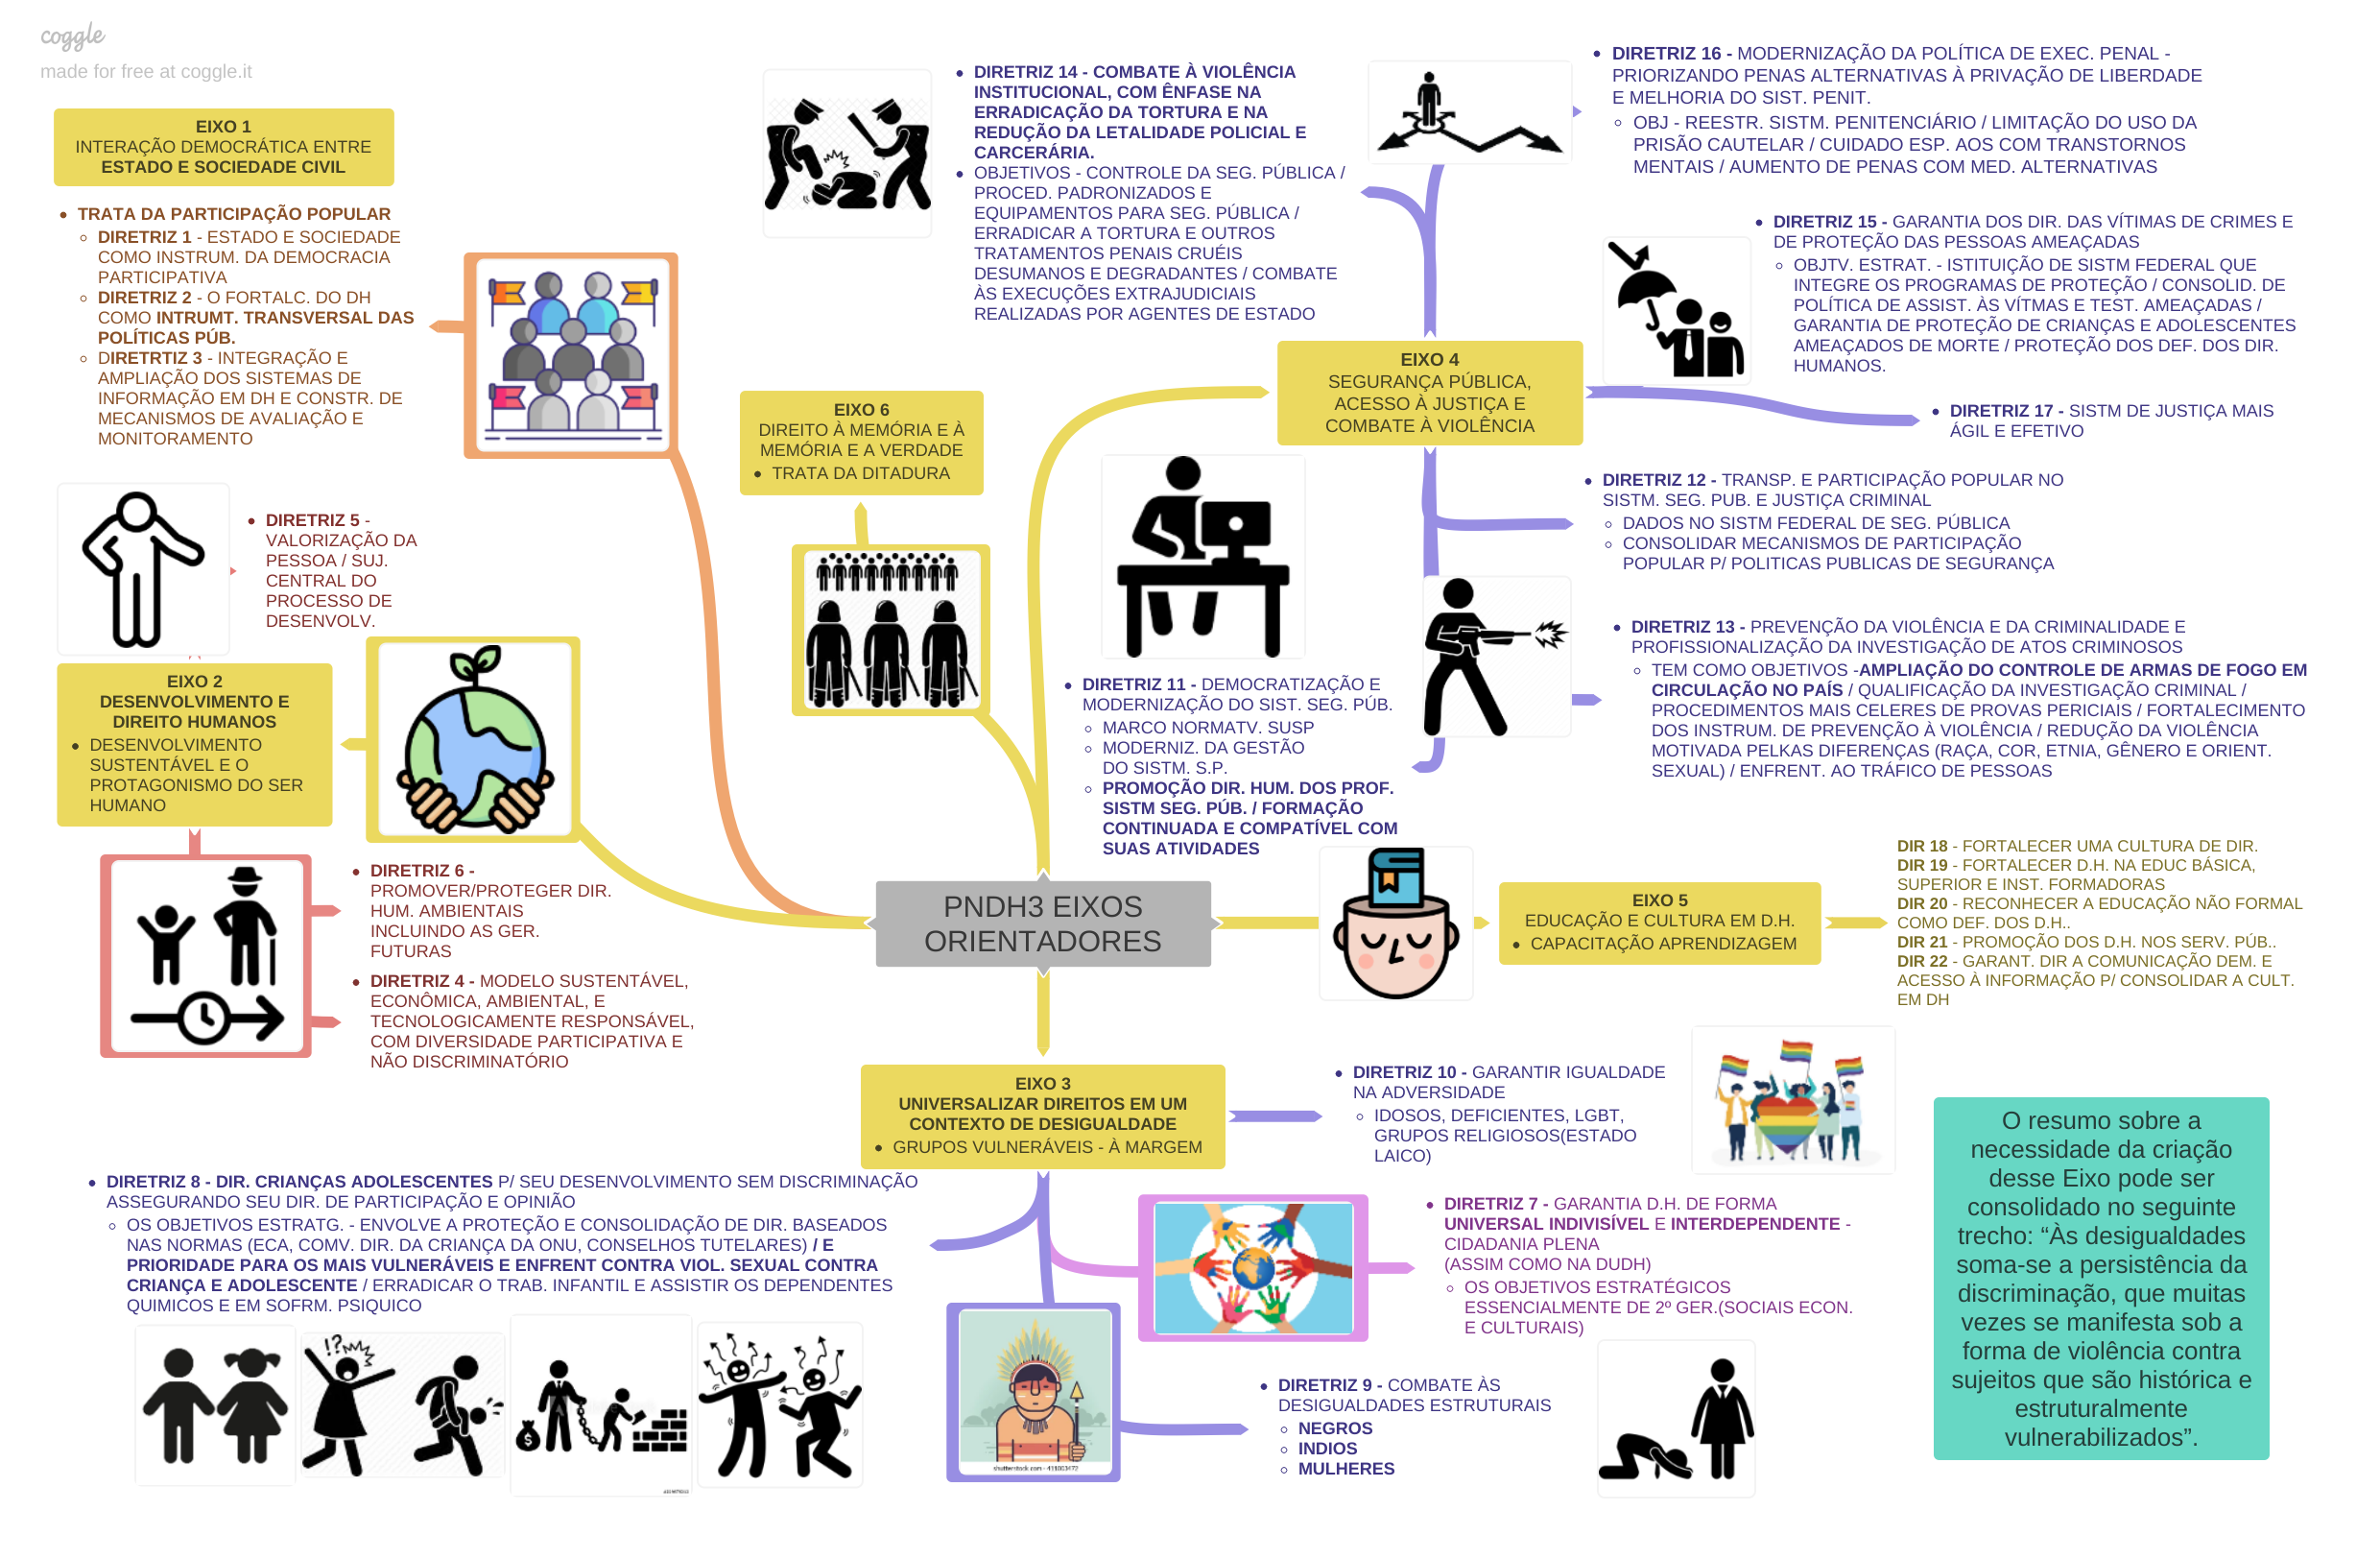 coggle
made for free at coggle.it
EIXO 1
INTERAÇÃO DEMOCRÁTICA ENTRE
ESTADO E SOCIEDADE CIVIL
TRATA DA PARTICIPAÇÃO POPULAR
DIRETRIZ 1 - ESTADO E SOCIEDADE
COMO INSTRUM. DA DEMOCRACIA
PARTICIPATIVA
DIRETRIZ 2 - O FORTALC. DO DH
COMO INTRUMT. TRANSVERSAL DAS
POLÍTICAS PÚB.
DIRETRTIZ 3 - INTEGRAÇÃO E
AMPLIAÇÃO DOS SISTEMAS DE
INFORMAÇÃO EM DH E CONSTR. DE
MECANISMOS DE AVALIAÇÃO E
MONITORAMENTO
DIRETRIZ 5 -
VALORIZAÇÃO DA
PESSOA / SUJ.
CENTRAL DO
PROCESSO DE
DESENVOLV.
EIXO 2
DESENVOLVIMENTO E
DIREITO HUMANOS
DESENVOLVIMENTO
SUSTENTÁVEL E O
PROTAGONISMO DO SER
HUMANO
DIRETRIZ 6 -
PROMOVER/PROTEGER DIR.
HUM. AMBIENTAIS
INCLUINDO AS GER.
FUTURAS
DIRETRIZ 4 - MODELO SUSTENTÁVEL,
ECONÔMICA, AMBIENTAL, E
TECNOLOGICAMENTE RESPONSÁVEL,
COM DIVERSIDADE PARTICIPATIVA E
NÃO DISCRIMINATÓRIO
EIXO 6
DIREITO À MEMÓRIA E À
MEMÓRIA E A VERDADE
TRATA DA DITADURA
DIRETRIZ 14 - COMBATE À VIOLÊNCIA
INSTITUCIONAL, COM ÊNFASE NA
ERRADICAÇÃO DA TORTURA E NA
REDUÇÃO DA LETALIDADE POLICIAL E
CARCERÁRIA.
OBJETIVOS - CONTROLE DA SEG. PÚBLICA /
PROCED. PADRONIZADOS E
EQUIPAMENTOS PARA SEG. PÚBLICA /
ERRADICAR A TORTURA E OUTROS
TRATAMENTOS PENAIS CRUÉIS
DESUMANOS E DEGRADANTES / COMBATE
ÀS EXECUÇÕES EXTRAJUDICIAIS
REALIZADAS POR AGENTES DE ESTADO
DIRETRIZ 16 - MODERNIZAÇÃO DA POLÍTICA DE EXEC. PENAL -
PRIORIZANDO PENAS ALTERNATIVAS À PRIVAÇÃO DE LIBERDADE
E MELHORIA DO SIST. PENIT.
OBJ - REESTR. SISTM. PENITENCIÁRIO / LIMITAÇÃO DO USO DA
PRISÃO CAUTELAR / CUIDADO ESP. AOS COM TRANSTORNOS
MENTAIS / AUMENTO DE PENAS COM MED. ALTERNATIVAS
DIRETRIZ 15 - GARANTIA DOS DIR. DAS VÍTIMAS DE CRIMES E
DE PROTEÇÃO DAS PESSOAS AMEAÇADAS
OBJTV. ESTRAT. - ISTITUIÇÃO DE SISTM FEDERAL QUE
INTEGRE OS PROGRAMAS DE PROTEÇÃO / CONSOLID. DE
POLÍTICA DE ASSIST. ÀS VÍTMAS E TEST. AMEAÇADAS /
GARANTIA DE PROTEÇÃO DE CRIANÇAS E ADOLESCENTES
AMEAÇADOS DE MORTE / PROTEÇÃO DOS DEF. DOS DIR.
HUMANOS.
EIXO 4
SEGURANÇA PÚBLICA,
ACESSO À JUSTIÇA E
COMBATE À VIOLÊNCIA
DIRETRIZ 17 - SISTM DE JUSTIÇA MAIS
ÁGIL E EFETIVO
DIRETRIZ 12 - TRANSP. E PARTICIPAÇÃO POPULAR NO
SISTM. SEG. PUB. E JUSTIÇA CRIMINAL
DADOS NO SISTM FEDERAL DE SEG. PÚBLICA
CONSOLIDAR MECANISMOS DE PARTICIPAÇÃO
POPULAR P/ POLITICAS PUBLICAS DE SEGURANÇA
DIRETRIZ 13 - PREVENÇÃO DA VIOLÊNCIA E DA CRIMINALIDADE E
PROFISSIONALIZAÇÃO DA INVESTIGAÇÃO DE ATOS CRIMINOSOS
TEM COMO OBJETIVOS -AMPLIAÇÃO DO CONTROLE DE ARMAS DE FOGO EM
CIRCULAÇÃO NO PAÍS / QUALIFICAÇÃO DA INVESTIGAÇÃO CRIMINAL /
PROCEDIMENTOS MAIS CELERES DE PROVAS PERICIAIS / FORTALECIMENTO
DOS INSTRUM. DE PREVENÇÃO À VIOLÊNCIA / REDUÇÃO DA VIOLÊNCIA
MOTIVADA PELKAS DIFERENÇAS (RAÇA, COR, ETNIA, GÊNERO E ORIENT.
SEXUAL) / ENFRENT. AO TRÁFICO DE PESSOAS
DIRETRIZ 11 - DEMOCRATIZAÇÃO E
MODERNIZAÇÃO DO SIST. SEG. PÚB.
MARCO NORMATV. SUSP
MODERNIZ. DA GESTÃO
DO SISTM. S.P.
PROMOÇÃO DIR. HUM. DOS PROF.
SISTM SEG. PÚB. / FORMAÇÃO
CONTINUADA E COMPATÍVEL COM
SUAS ATIVIDADES
PNDH3 EIXOS
ORIENTADORES
EIXO 5
EDUCAÇÃO E CULTURA EM D.H.
CAPACITAÇÃO APRENDIZAGEM
DIR 18 - FORTALECER UMA CULTURA DE DIR.
DIR 19 - FORTALECER D.H. NA EDUC BÁSICA,
SUPERIOR E INST. FORMADORAS
DIR 20 - RECONHECER A EDUCAÇÃO NÃO FORMAL
COMO DEF. DOS D.H..
DIR 21 - PROMOÇÃO DOS D.H. NOS SERV. PÚB..
DIR 22 - GARANT. DIR A COMUNICAÇÃO DEM. E
ACESSO À INFORMAÇÃO P/ CONSOLIDAR A CULT.
EM DH
EIXO 3
UNIVERSALIZAR DIREITOS EM UM
CONTEXTO DE DESIGUALDADE
GRUPOS VULNERÁVEIS - À MARGEM
DIRETRIZ 10 - GARANTIR IGUALDADE
NA ADVERSIDADE
IDOSOS, DEFICIENTES, LGBT,
GRUPOS RELIGIOSOS(ESTADO
LAICO)
DIRETRIZ 8 - DIR. CRIANÇAS ADOLESCENTES P/ SEU DESENVOLVIMENTO SEM DISCRIMINAÇÃO
ASSEGURANDO SEU DIR. DE PARTICIPAÇÃO E OPINIÃO
OS OBJETIVOS ESTRATG. - ENVOLVE A PROTEÇÃO E CONSOLIDAÇÃO DE DIR. BASEADOS
NAS NORMAS (ECA, COMV. DIR. DA CRIANÇA DA ONU, CONSELHOS TUTELARES) / E
PRIORIDADE PARA OS MAIS VULNERÁVEIS E ENFRENT CONTRA VIOL. SEXUAL CONTRA
CRIANÇA E ADOLESCENTE / ERRADICAR O TRAB. INFANTIL E ASSISTIR OS DEPENDENTES
QUIMICOS E EM SOFRM. PSIQUICO
!?
$
DIRETRIZ 7 - GARANTIA D.H. DE FORMA
UNIVERSAL INDIVISÍVEL E INTERDEPENDENTE -
CIDADANIA PLENA
(ASSIM COMO NA DUDH)
OS OBJETIVOS ESTRATÉGICOS
ESSENCIALMENTE DE 2º GER.(SOCIAIS ECON.
E CULTURAIS)
shutterstock.com • 411803472
DIRETRIZ 9 - COMBATE ÀS
DESIGUALDADES ESTRUTURAIS
NEGROS
INDIOS
MULHERES
O resumo sobre a
necessidade da criação
desse Eixo pode ser
consolidado no seguinte
trecho: “Às desigualdades
soma-se a persistência da
discriminação, que muitas
vezes se manifesta sob a
forma de violência contra
sujeitos que são histórica e
estruturalmente
vulnerabilizados”.